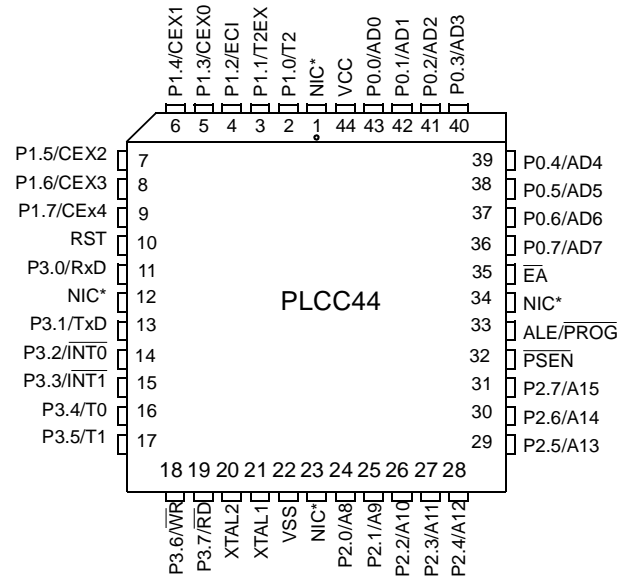 P1.4/CEX1
P1.3/CEX0
P1.2/ECI
P1.1/T2EX
P1.0/T2
NIC*
VCC
P0.0/AD0
P0.1/AD1
P0.2/AD2
P0.3/AD3
6 5 4 3 2 1 44 43 42 41 40
P1.5/CEX2 7
P1.6/CEX3 8
P1.7/CEx4 9
RST 10
P3.0/RxD 11
NIC* 12
P3.1/TxD 13
P3.2/INT0 14
P3.3/INT1 15
P3.4/T0 16
P3.5/T1 17
PLCC44
39 P0.4/AD4
38 P0.5/AD5
37 P0.6/AD6
36 P0.7/AD7
35 EA
34 NIC*
33 ALE/PROG
32 PSEN
31 P2.7/A15
30 P2.6/A14
29 P2.5/A13
18 19 20 21 22 23 24 25 26 27 28
P3.6/WR
P3.7/RD
XTAL2
XTAL1
VSS
NIC*
P2.0/A8
P2.1/A9
P2.2/A10
P2.3/A11
P2.4/A12